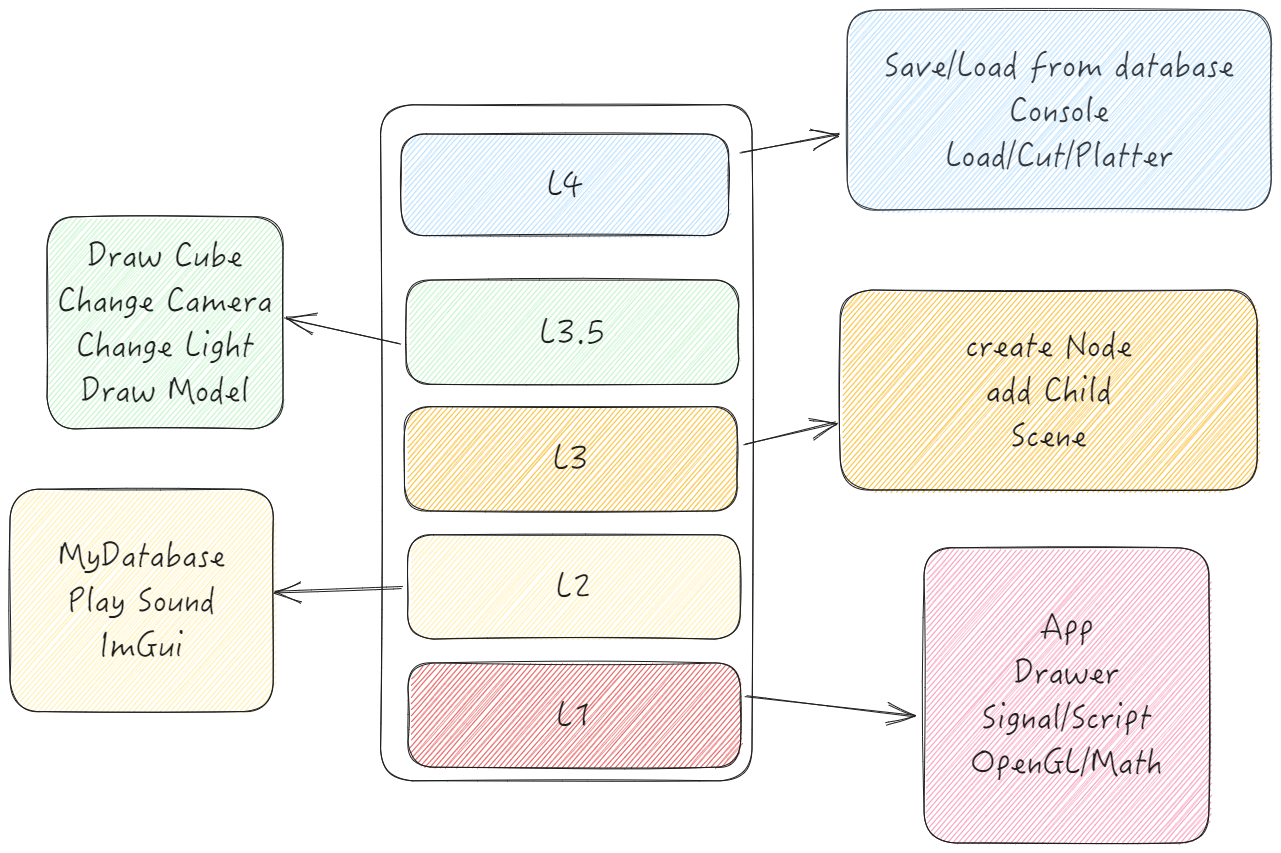 Save/Load from database
Console
Load/Cut/Platter
L4
Draw Cube
Change Camera
Change Light
Draw Model
L3.5
create Node
add Child
Scene
L3
MyDatabase
Play Sound
ImGui
L2
App
Drawer
Signal/Script
OpenGL/Math
L1